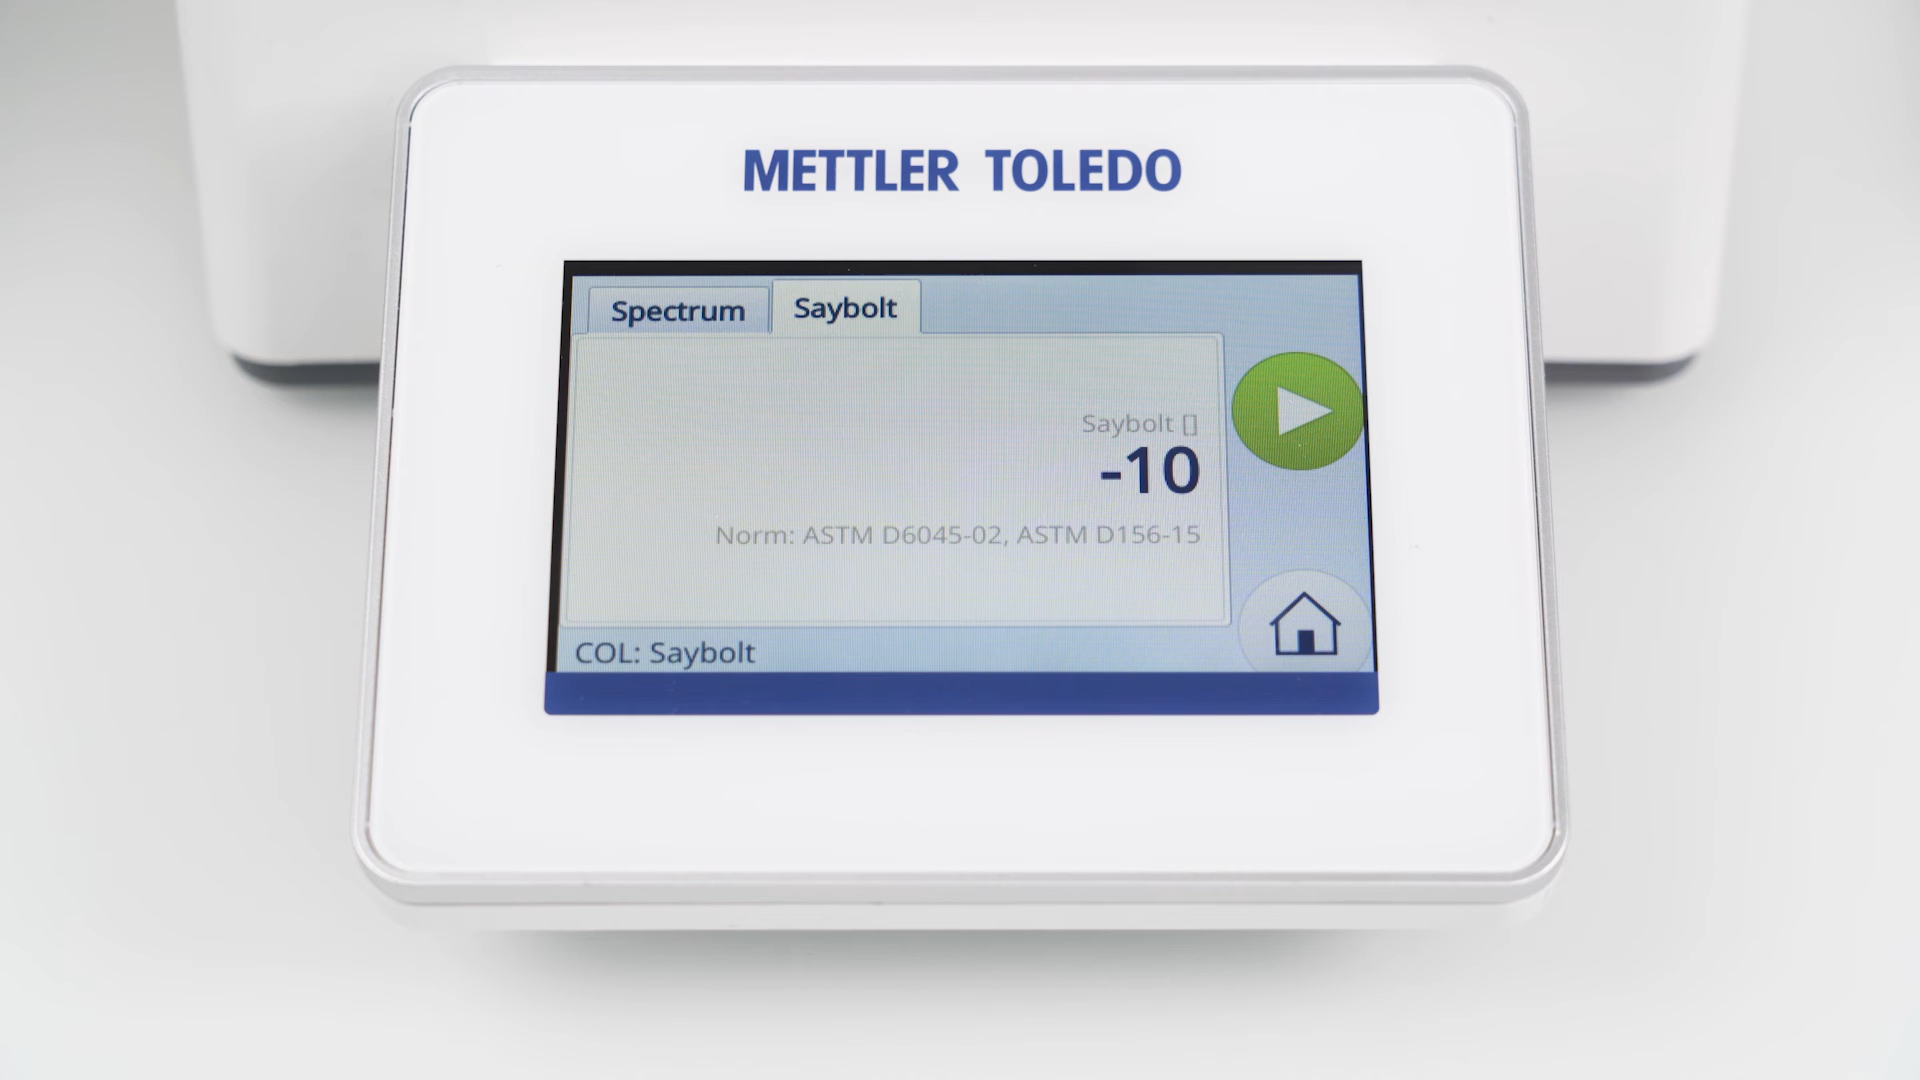 METTLER TOLEDO
Spectrum Saybolt
Saybolt []
-10
Norm: ASTM D6045-02, ASTM D156-15
COL: Saybolt